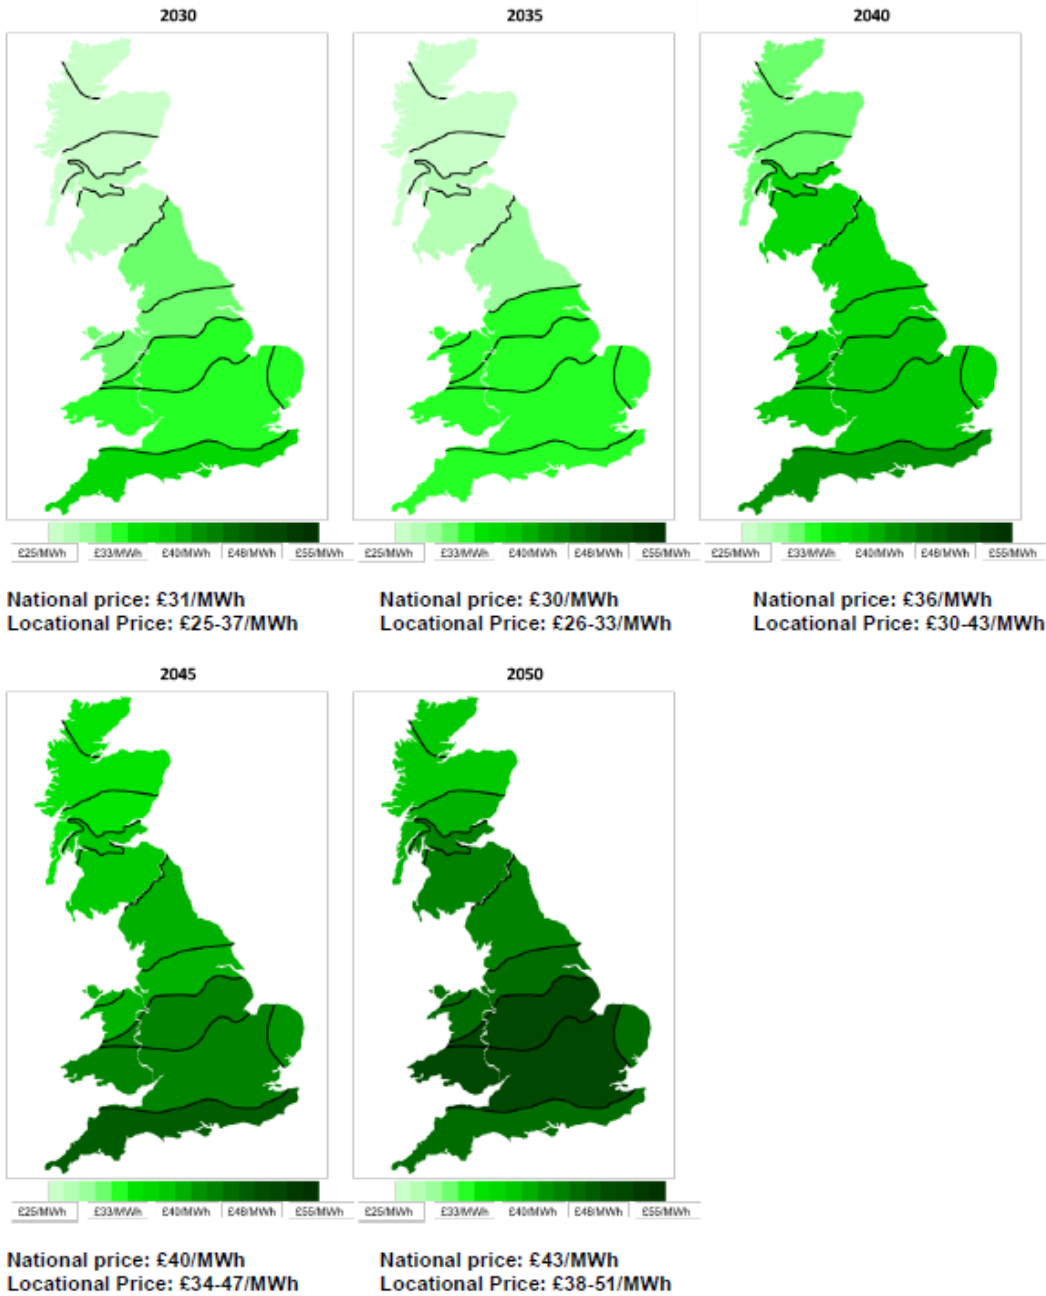 2030
2035
2040
£25/MWh £33/MWh £40/MWh £48/MWh £55/MWh
£25/MWh £33/MWh £40/MWh £48/MWh £55/MWh
£25/MWh £33/MWh £40/MWh £48/MWh £55/MWh
National price: £31/MWh
Locational Price: £25-37/MWh
National price: £30/MWh
Locational Price: £26-33/MWh
National price: £36/MWh
Locational Price: £30-43/MWh
2045
2050
£25/MWh £33/MWh £40/MWh £48/MWh £55/MWh
£25/MWh £33/MWh £40/MWh £48/MWh £55/MWh
National price: £40/MWh
Locational Price: £34-47/MWh
National price: £43/MWh
Locational Price: £38-51/MWh